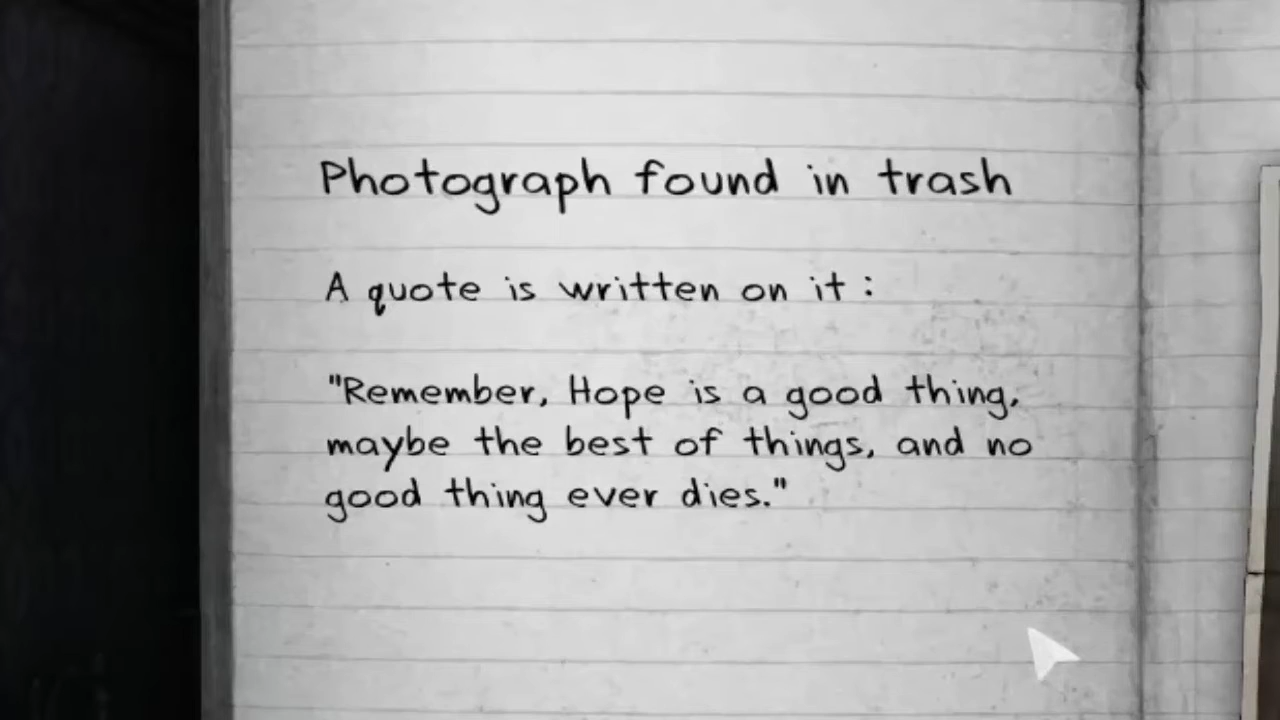 Photograph found in trash
A quote is written on it :
"Remember, Hope is a good thing,
maybe the best of things, and no
good thing ever dies."